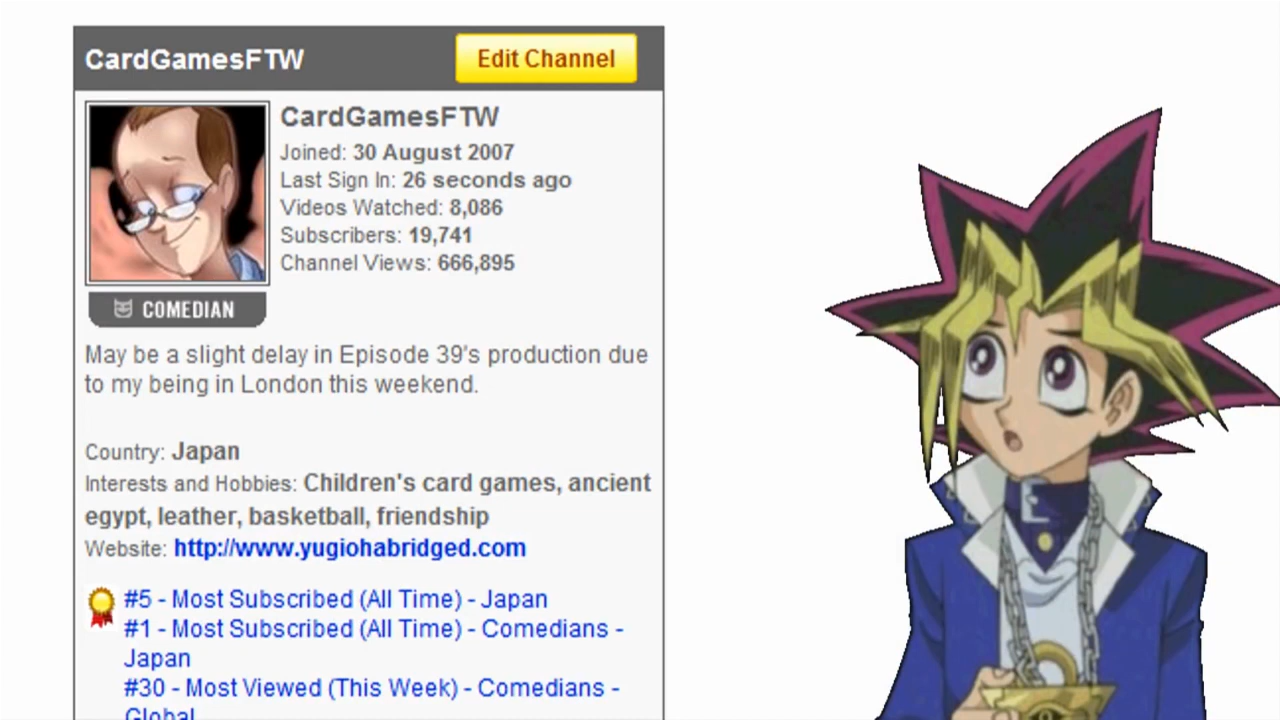 CardGamesFTW
Edit Channel
CardGamesFTW
Joined: 30 August 2007
Last Sign In: 26 seconds ago
Videos Watched: 8,086
Subscribers: 19,741
Channel Views: 666,895
COMEDIAN
May be a slight delay in Episode 39's production due
to my being in London this weekend.
Country: Japan
Interests and Hobbies: Children's card games, ancient
egypt, leather, basketball, friendship
Website: http://www.yugiohabridged.com
#5 - Most Subscribed (All Time) - Japan
#1 - Most Subscribed (All Time) - Comedians -
Japan
#30 - Most Viewed (This Week) - Comedians -
Global